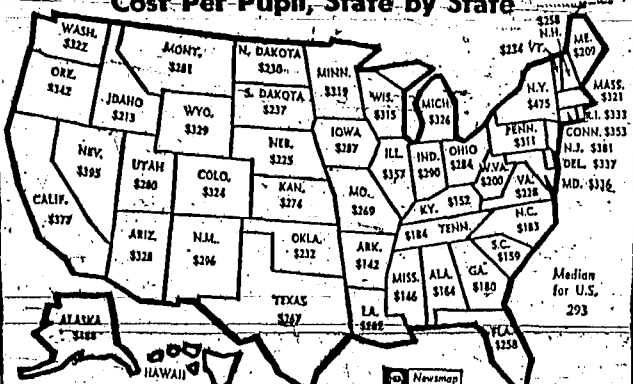 Cost Per Pupil, State by State
WASH.
$322
ORE.
$342
CALIF.
$377
NEV.
$395
IDAHO
$213
MONT.
$281
WYO.
$329
UTAH
$280
COLO.
$324
ARIZ.
$328
N.M.
$296
N. DAKOTA
$230
S. DAKOTA
$237
NEB.
$225
KAN.
$274
OKLA.
$232
TEXAS
MINN.
$319
IOWA
$287
MO.
$269
ARK.
$142
LA.
WIS.
$315
ILL.
$357
MICH
$326
IND.
$290
OHIO
$284
KY. $152
$184 TENN.
MISS.
$146
ALA.
$164
GA.
$180
FLA.
$258
S.C.
$159
N.C.
$183
VA.
$228
W.VA.
$200
PENN.
$311
N.Y.
$475
$258
N.H.
$234 VT.
ME.
$209
MASS.
$321
R.I. $333
CONN. $353
N.J. $381
DEL. $337
MD. $336
Median
for U.S.
293
ALASKA
HAWAII
Newsmap